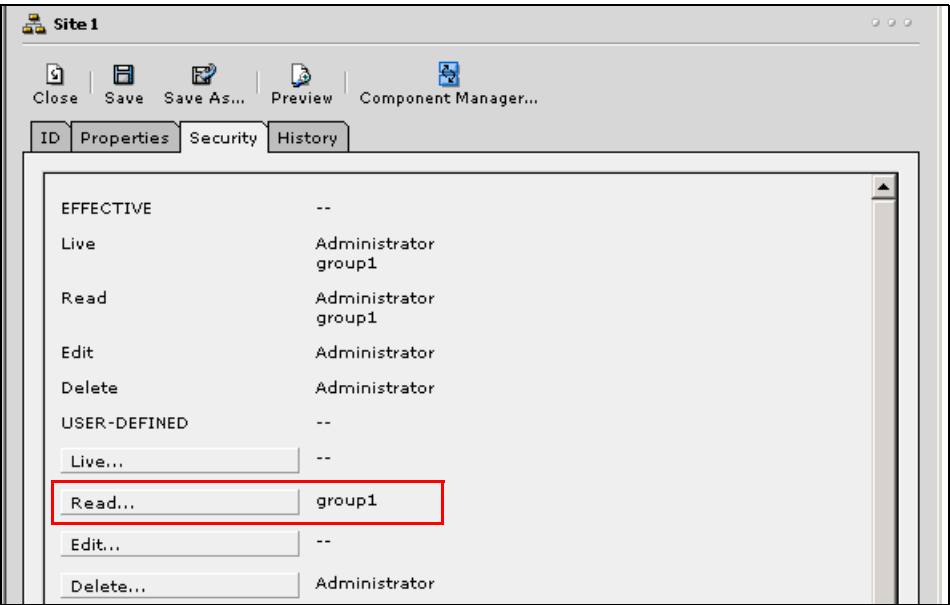 Site 1
Close Save Save As... Preview Component Manager...
ID Properties Security History
EFFECTIVE --
Live Administrator
group1
Read Administrator
group1
Edit Administrator
Delete Administrator
USER-DEFINED --
Live... --
Read... group1
Edit... --
Delete... Administrator